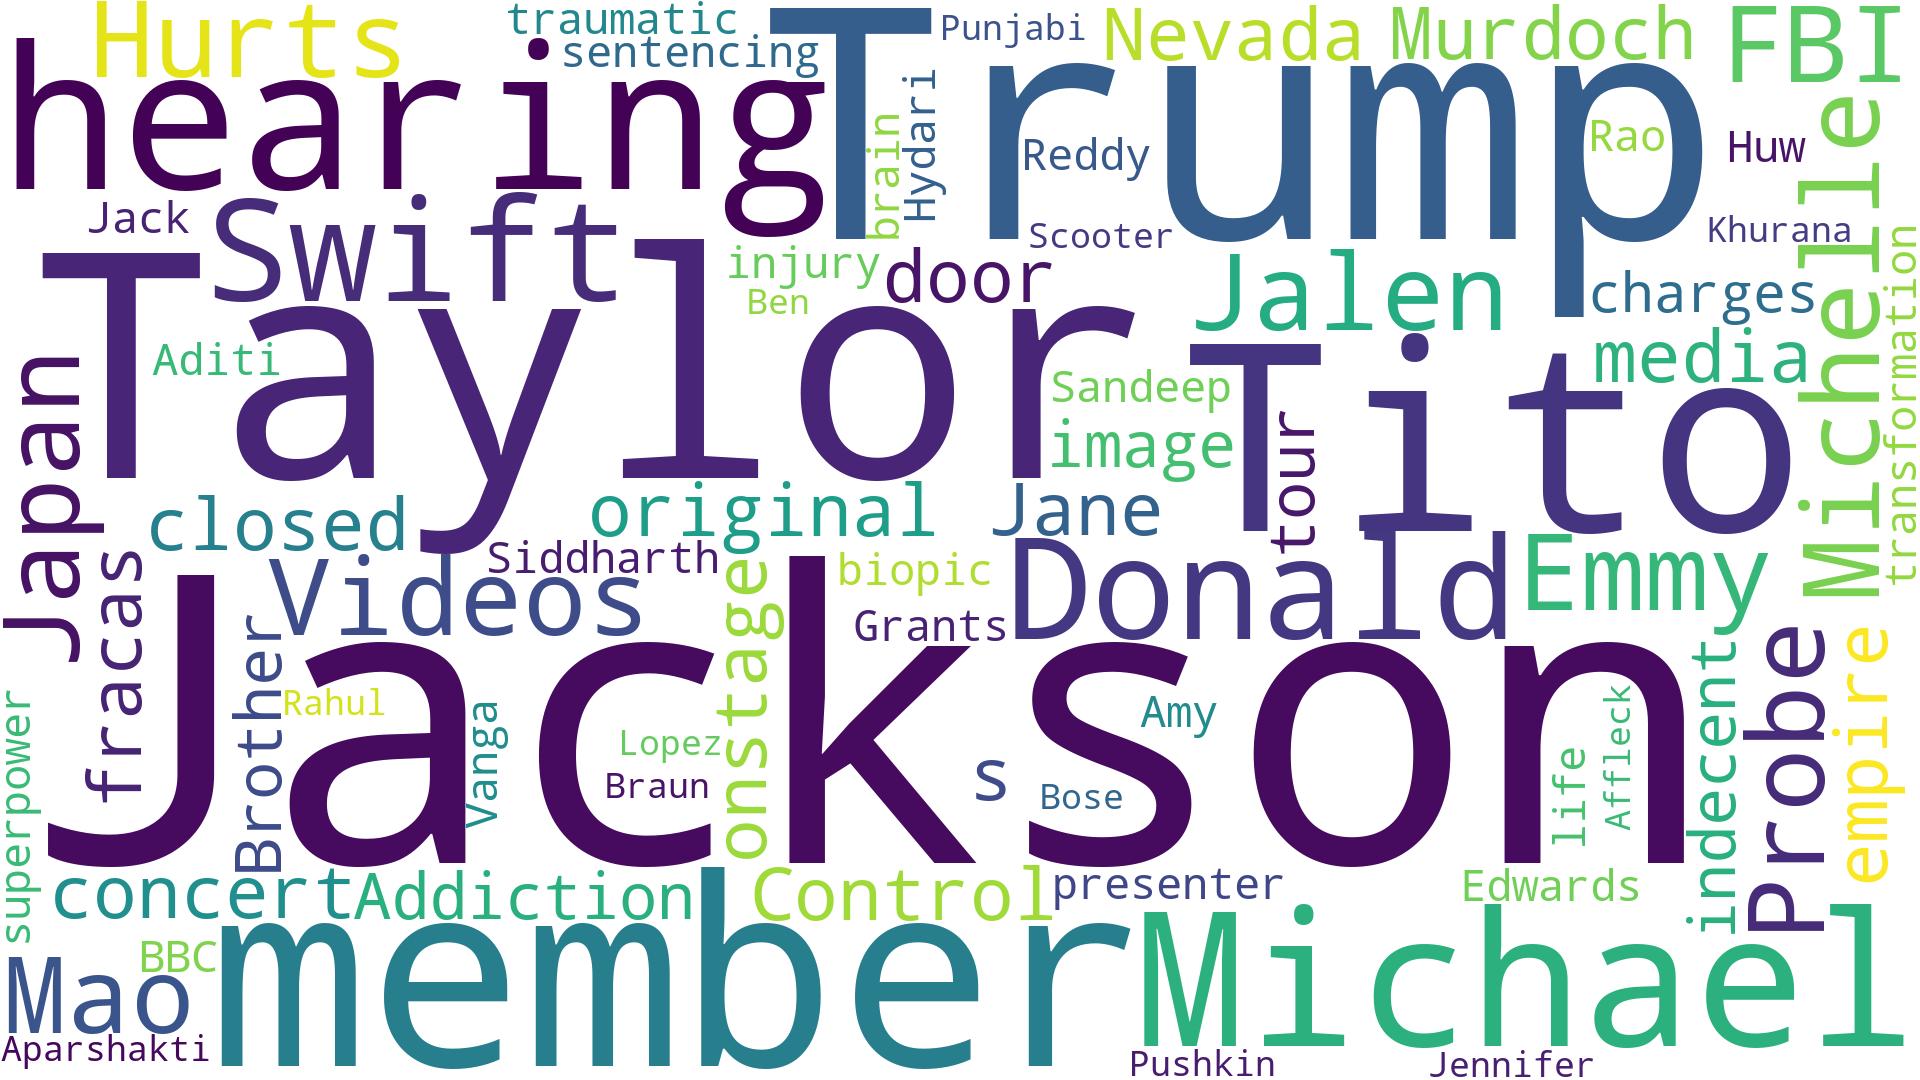 Hurts
traumatic
sentencing
Punjabi
Nevada
Murdoch
FBI
hearing
Trump
brain
Hydari
Reddy
Rao
Huw
Michelle
Jack
Swift
Scooter
Khurana
injury
door
Ben
Jalen
charges
transformation
Taylor
Tito
Aditi
media
Japan
Sandeep
image
tour
closed
original
Jane
Siddharth
fracas
Videos
onstage
biopic
Donald
Emmy
Grants
Jackson
Brother
Rahul
Vanga
Lopez
Braun
s
Amy
Bose
life
Affleck
indecent
Probe
empire
superpower
concert
Addiction
Control
presenter
Edwards
BBC
Mao
member
Michael
Aparshakti
Pushkin
Jennifer